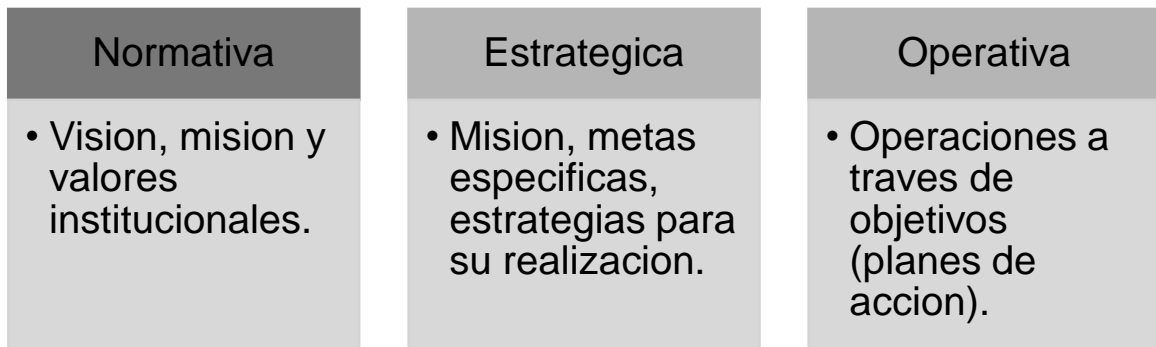 Normativa
• Vision, mision y
valores
institucionales.
Estrategica
• Mision, metas
especificas,
estrategias para
su realizacion.
Operativa
• Operaciones a
traves de
objetivos
(planes de
accion).